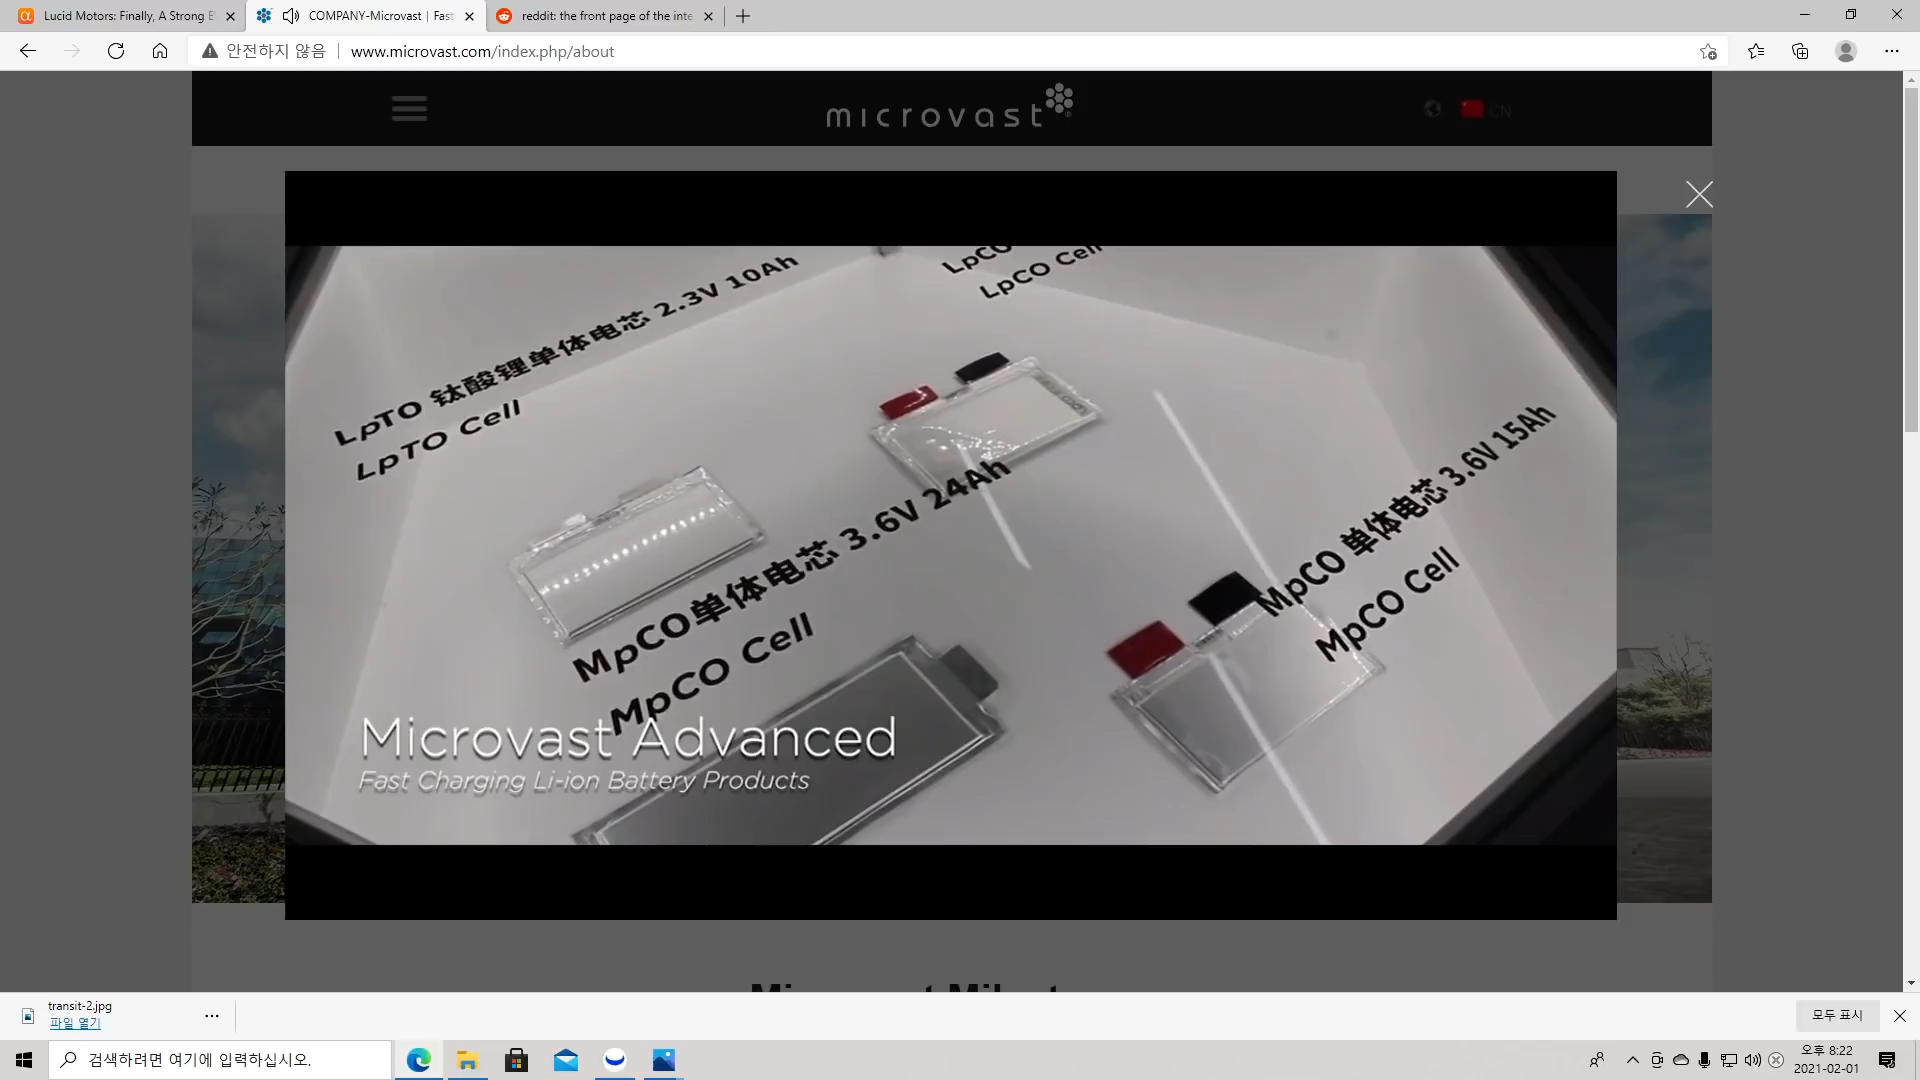 Lucid Motors: Finally, A Strong E
COMPANY-Microvast | Fast
reddit: the front page of the inte
안전하지 않음
www.microvast.com/index.php/about
microvast
CN
LpTO 钛酸锂单体电芯 2.3V 10Ah
LpTO Cell
LpCO
LpCO Cell
MpCO单体电芯 3.6V 24Ah
MpCO Cell
MpCO 单体电芯 3.6V 15Ah
MpCO Cell
Microvast Advanced
Fast Charging Li-ion Battery Products
transit-2.jpg
파일 열기
모두 표시
검색하려면 여기에 입력하십시오.
오후 8:22
2021-02-01